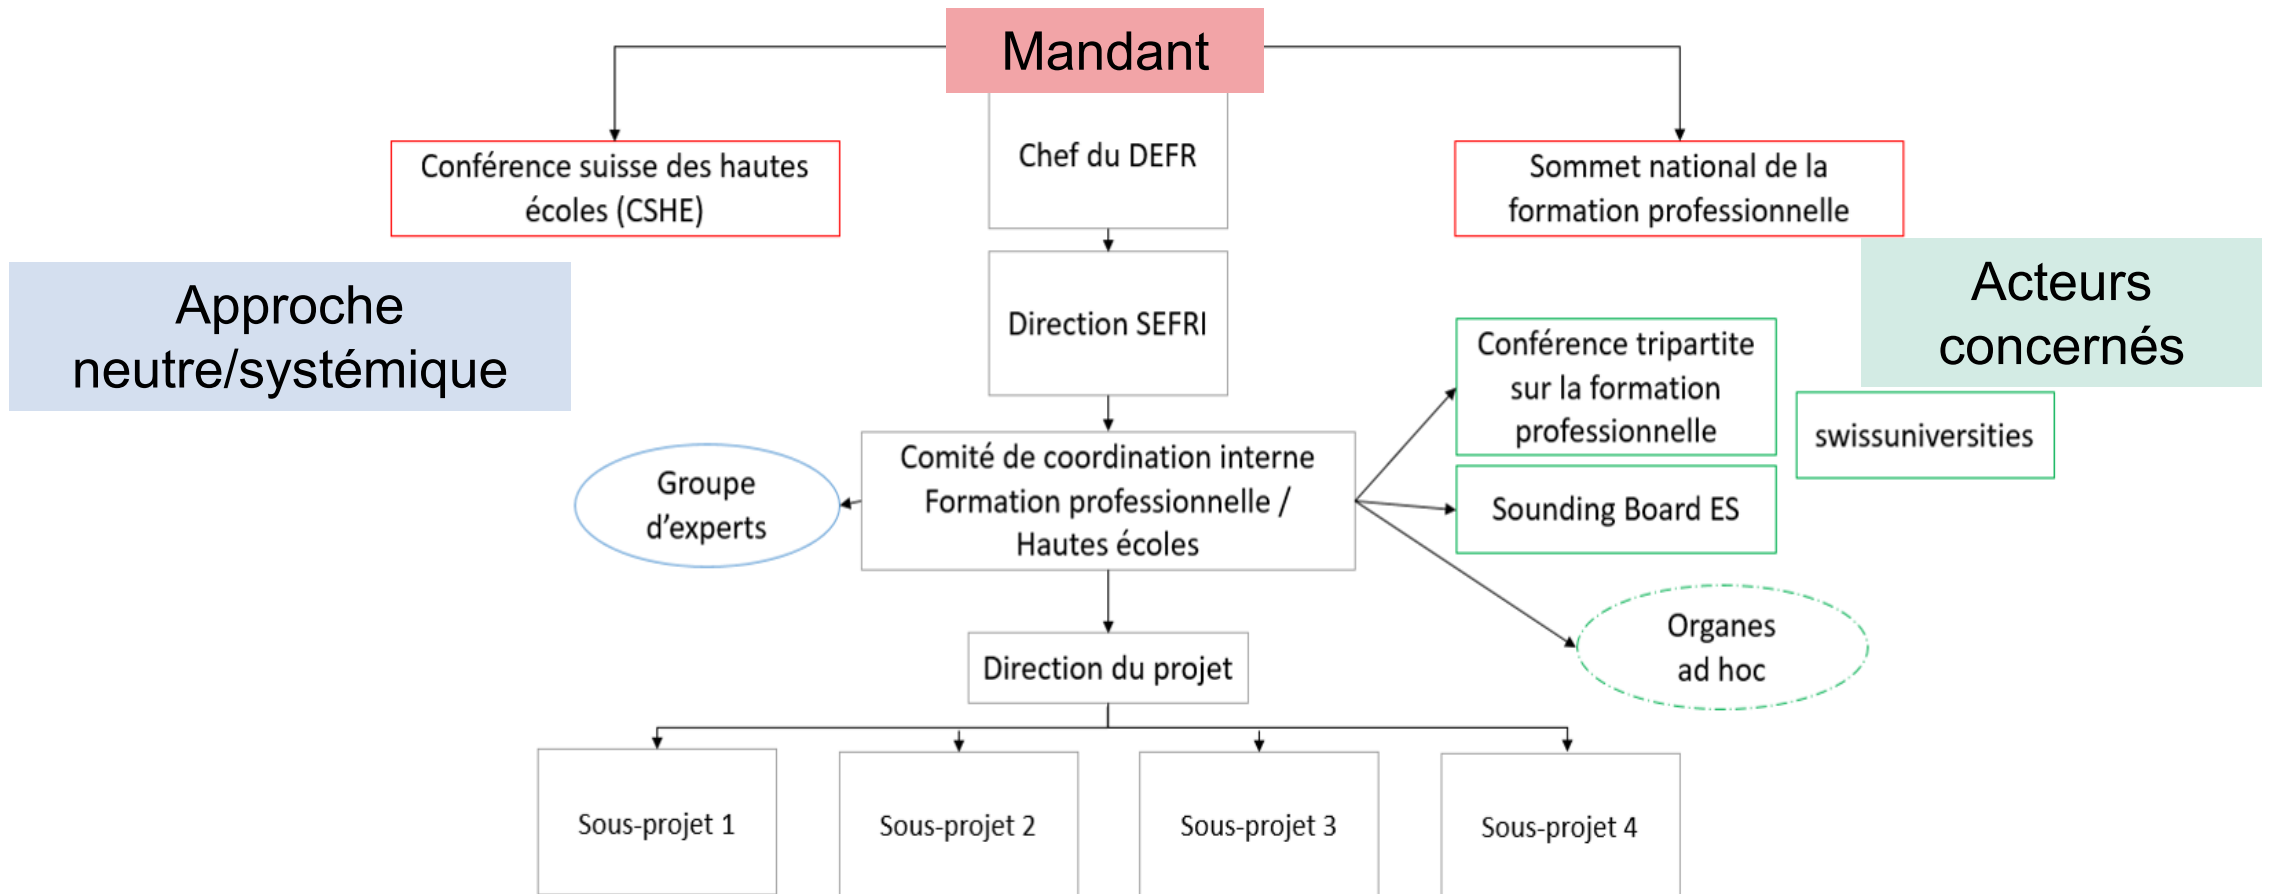 Mandant
Chef du DEFR
Conférence suisse des hautes
écoles (CSHE)
Sommet national de la
formation professionnelle
Approche
neutre/systémique
Direction SEFRI
Acteurs
concernés
Conférence tripartite
sur la formation
professionnelle
swissuniversities
Groupe
d’experts
Comité de coordination interne
Formation professionnelle /
Hautes écoles
Sounding Board ES
Organes
ad hoc
Direction du projet
Sous-projet 1
Sous-projet 2
Sous-projet 3
Sous-projet 4